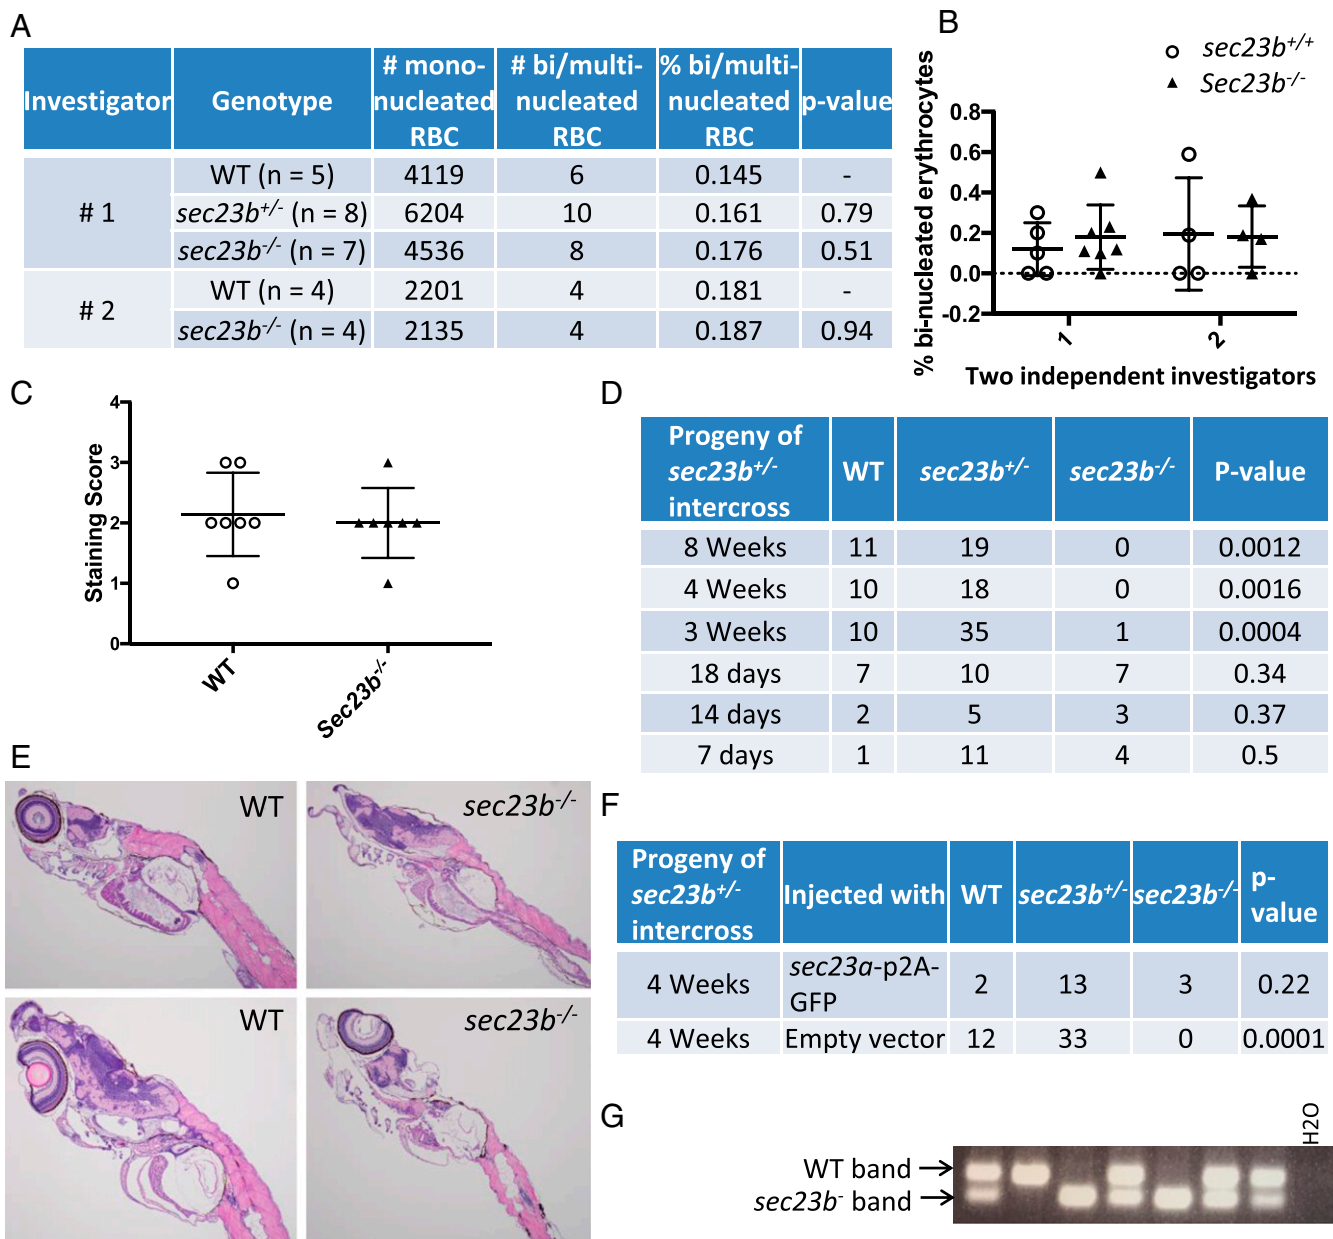 A
Investigator
Genotype
# mono-
nucleated
RBC
# bi/multi-
nucleated
RBC
% bi/multi-
nucleated
RBC
p-value
# 1
WT (n = 5) 4119 6 0.145 -
sec23b+/- (n = 8) 6204 10 0.161 0.79
sec23b-/- (n = 7) 4536 8 0.176 0.51
# 2
WT (n = 4) 2201 4 0.181 -
sec23b-/- (n = 4) 2135 4 0.187 0.94
B
sec23b+/+
Sec23b-/-
% bi-nucleated erythrocytes
0.8
0.6
0.4
0.2
0.0
-0.2
1 2
Two independent investigators
C
Staining Score
4
3
2
1
0
WT
Sec23b-/-
D
Progeny of
sec23b+/-
intercross
WT
sec23b+/-
sec23b-/-
P-value
8 Weeks 11 19 0 0.0012
4 Weeks 10 18 0 0.0016
3 Weeks 10 35 1 0.0004
18 days 7 10 7 0.34
14 days 2 5 3 0.37
7 days 1 11 4 0.5
E
WT
sec23b-/-
WT
sec23b-/-
F
Progeny of
sec23b+/-
intercross
Injected with
WT
sec23b+/-
sec23b-/-
p-
value
4 Weeks
sec23a-p2A-
GFP
2 13 3 0.22
4 Weeks Empty vector 12 33 0 0.0001
G
H2O
WT band
sec23b- band